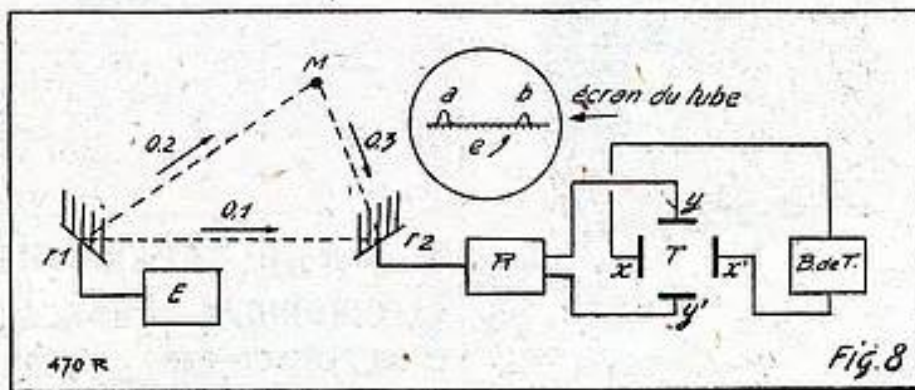 M
a b
écran du tube
e
0.2
0.3
0.1
r1
r2
E
R
y
x T x'
y'
B. de T.
470 R
Fig. 8